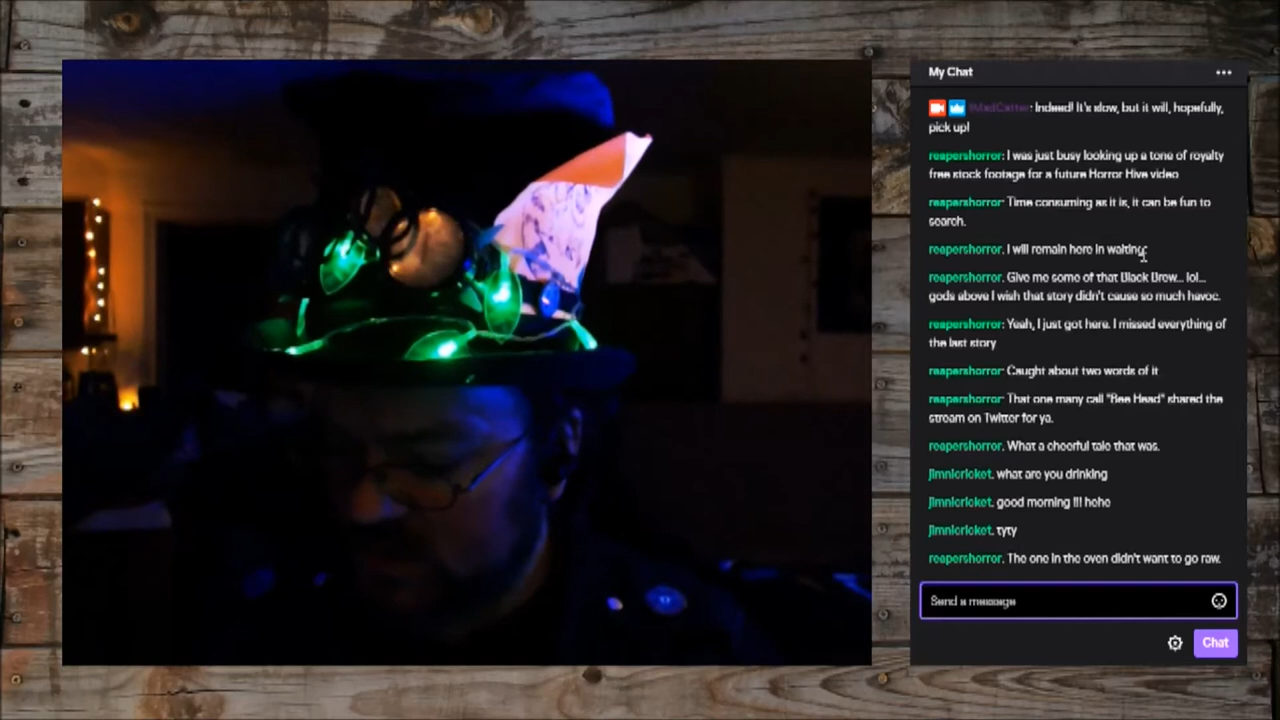 My Chat
: Indeed! It's slow, but it will, hopefully,
pick up!
reapershorror: I was just busy looking up a tone of royalty
free stock footage for a future Horror Hive video
reapershorror: Time consuming as it is, it can be fun to
search.
reapershorror: I will remain here in waiting.
reapershorror: Give me some of that Black Brew... lol...
gods above I wish that story didn't cause so much havoc.
reapershorror: Yeah, I just got here. I missed everything of
the last story
reapershorror: Caught about two words of it
reapershorror: That one many call "Bee Head" shared the
stream on Twitter for ya.
reapershorror: What a cheerful tale that was.
jimnicricket: what are you drinking
jimnicricket: good morning !!! hehe
jimnicricket: tyty
reapershorror: The one in the oven didn't want to go raw.
Send a message
Chat